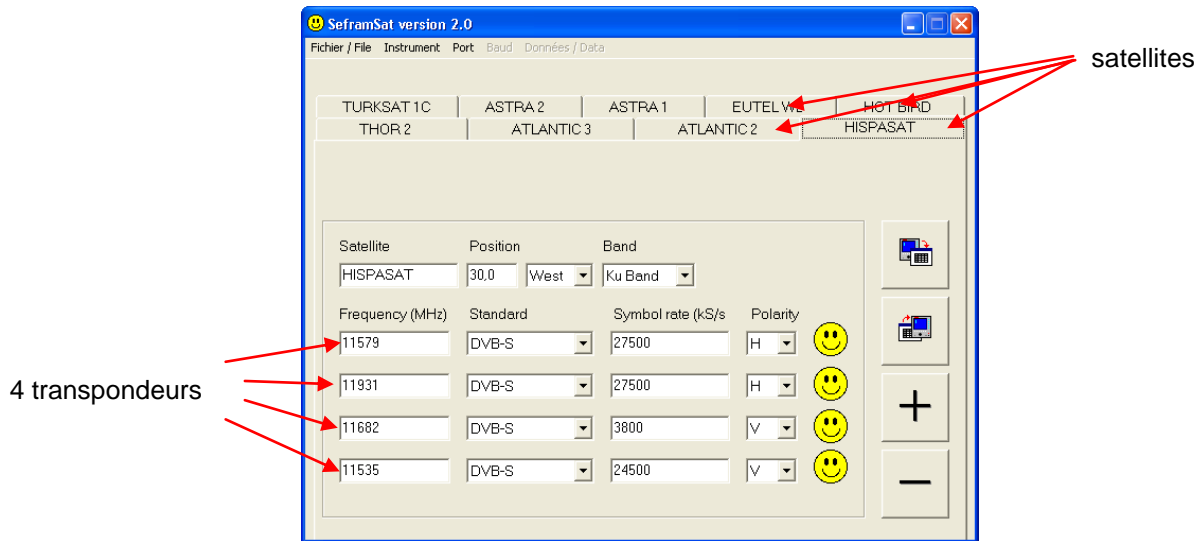 SeframSat version 2.0
Fichier / File Instrument Port Baud Données / Data
satellites
TURKSAT 1C ASTRA 2 ASTRA 1 EUTEL HOT BIRD
THOR 2 ATLANTIC 3 ATLANTIC 2 HISPASAT
Satellite Position Band
HISPASAT 30,0 West Ku Band
Frequency (MHz) Standard Symbol rate (kS/s Polarity
11579 DVB-S 27500 H
4 transpondeurs
11931 DVB-S 27500 H
11682 DVB-S 3800 V
11535 DVB-S 24500 V
+
−